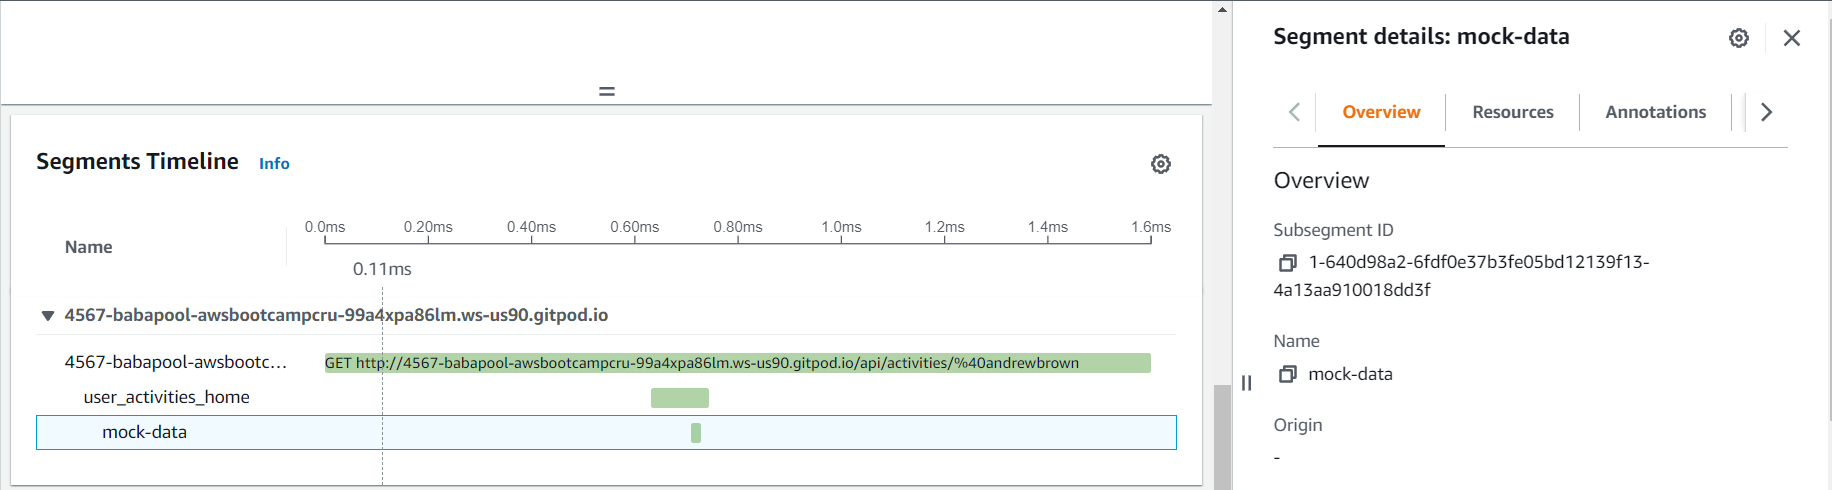 Segments Timeline Info
0.0ms 0.20ms 0.40ms 0.60ms 0.80ms 1.0ms 1.2ms 1.4ms 1.6ms
Name
0.11ms
4567-babapool-awsbootcampcru-99a4xpa86lm.ws-us90.gitpod.io
4567-babapool-awsbootc... GET http://4567-babapool-awsbootcampcru-99a4xpa86lm.ws-us90.gitpod.io/api/activities/%40andrewbrown
user_activities_home
mock-data
Segment details: mock-data
Overview Resources Annotations
Overview
Subsegment ID
1-640d98a2-6fdf0e37b3fe05bd12139f13-
4a13aa910018dd3f
Name
mock-data
Origin
-